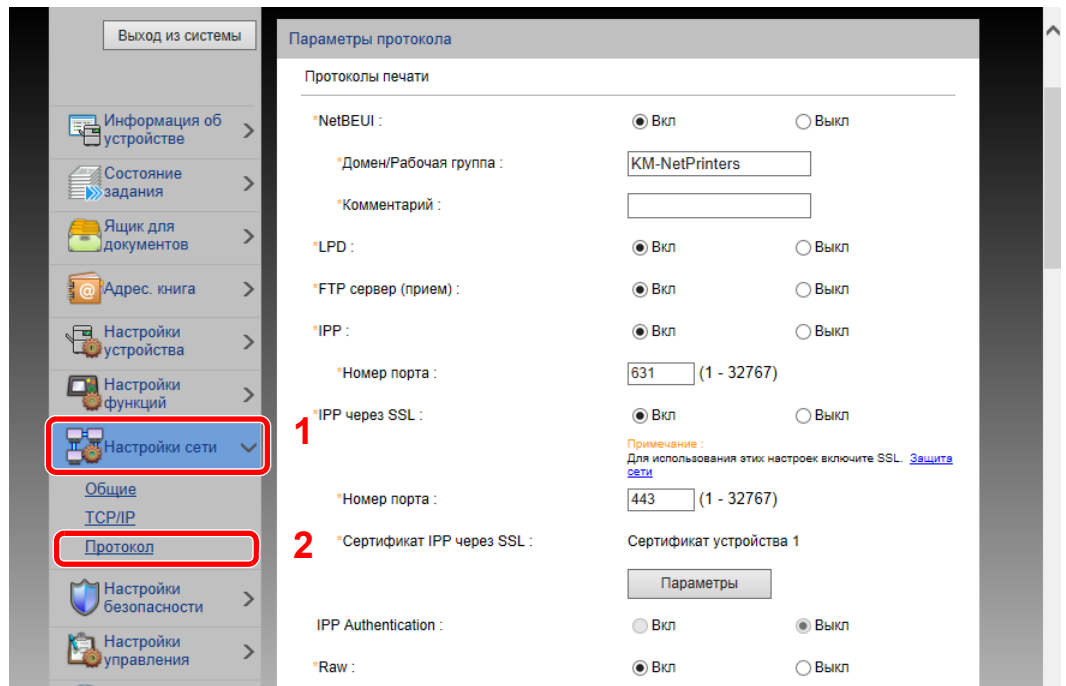 Выход из системы
Информация об
устройстве
Состояние
задания
Ящик для
документов
Адрес. книга
Настройки
устройства
Настройки
функций
1
Настройки сети
Общие
TCP/IP
2
Протокол
Настройки
безопасности
Настройки
управления
Параметры протокола
Протоколы печати
*NetBEUI : Вкл Выкл
*Домен/Рабочая группа : KM-NetPrinters
*Комментарий :
*LPD : Вкл Выкл
*FTP сервер (прием) : Вкл Выкл
*IPP : Вкл Выкл
*Номер порта : 631 (1 - 32767)
*IPP через SSL : Вкл Выкл
Примечание :
Для использования этих настроек включите SSL. Защита
сети
*Номер порта : 443 (1 - 32767)
*Сертификат IPP через SSL : Сертификат устройства 1
Параметры
IPP Authentication : Вкл Выкл
*Raw : Вкл Выкл